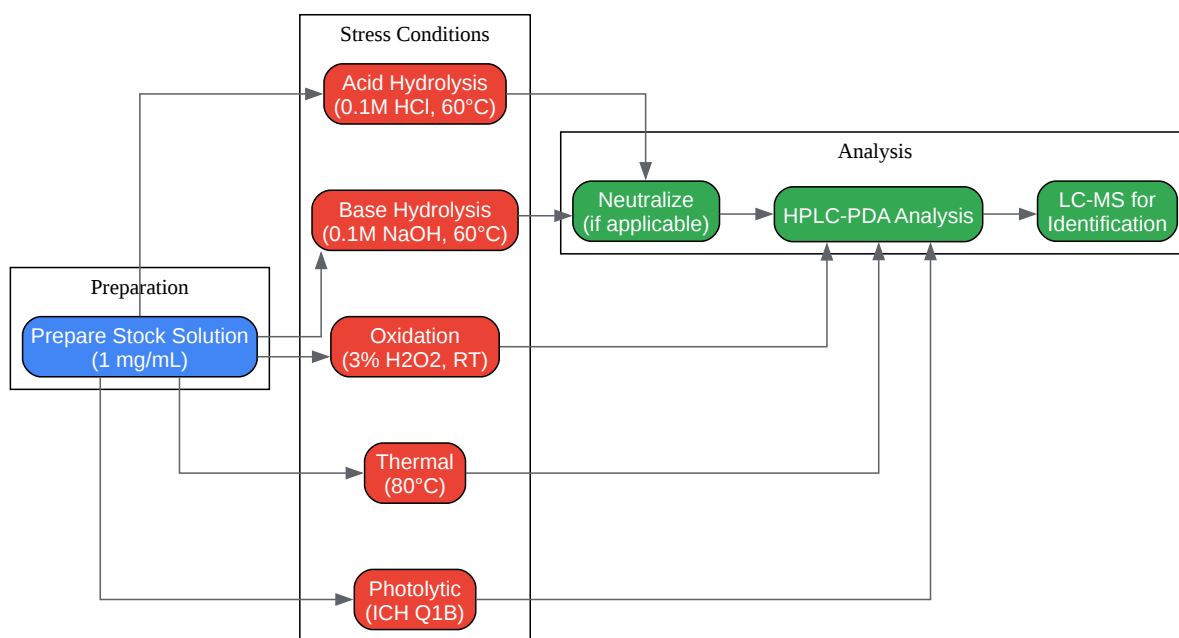 Stress Conditions
Acid Hydrolysis
(0.1M HCl, 60°C)
Analysis
Base Hydrolysis
(0.1M NaOH, 60°C)
Neutralize
(if applicable)
HPLC-PDA Analysis
LC-MS for
Identification
Preparation
Prepare Stock Solution
(1 mg/mL)
Oxidation
(3% H2O2, RT)
Thermal
(80°C)
Photolytic
(ICH Q1B)